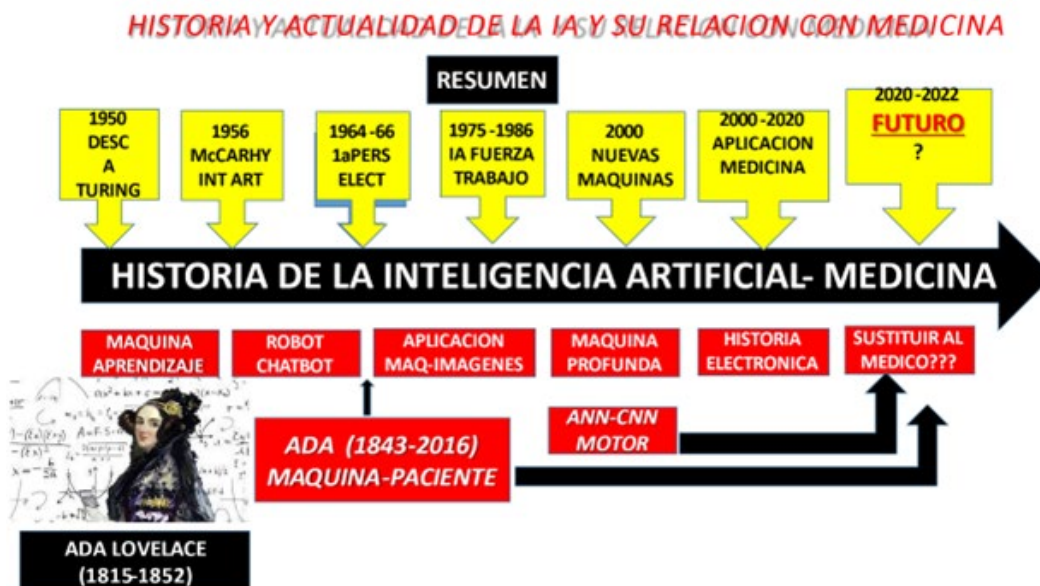 HISTORIA Y ACTUALIDAD DE LA IA Y SU RELACION CON MEDICINA
RESUMEN
1950
DESC
A
TURING
1956
McCARHY
INT ART
1964-66
1aPERS
ELECT
1975-1986
IA FUERZA
TRABAJO
2000
NUEVAS
MAQUINAS
2000-2020
APLICACION
MEDICINA
2020-2022
FUTURO
?
HISTORIA DE LA INTELIGENCIA ARTIFICIAL- MEDICINA
MAQUINA
APRENDIZAJE
ROBOT
CHATBOT
APLICACION
MAQ-IMAGENES
MAQUINA
PROFUNDA
HISTORIA
ELECTRONICA
SUSTITUIR AL
MEDICO???
ADA (1843-2016)
MAQUINA-PACIENTE
ANN-CNN
MOTOR
ADA LOVELACE
(1815-1852)